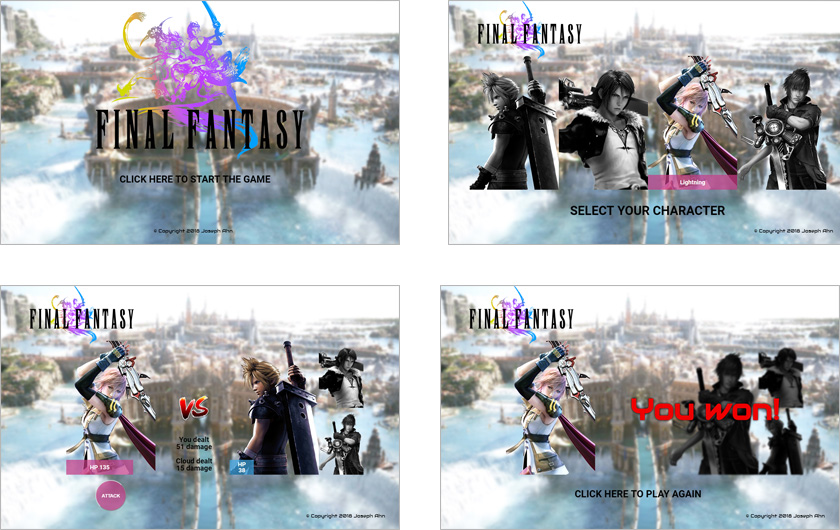 FINAL FANTASY
CLICK HERE TO START THE GAME
© Copyright 2018 Joseph Ahn
FINAL FANTASY
Lightning
SELECT YOUR CHARACTER
© Copyright 2018 Joseph Ahn
FINAL FANTASY
VS
You dealt
51 damage
Cloud dealt
15 damage
HP 135
HP
38
ATTACK
© Copyright 2018 Joseph Ahn
FINAL FANTASY
You won!
CLICK HERE TO PLAY AGAIN
© Copyright 2018 Joseph Ahn